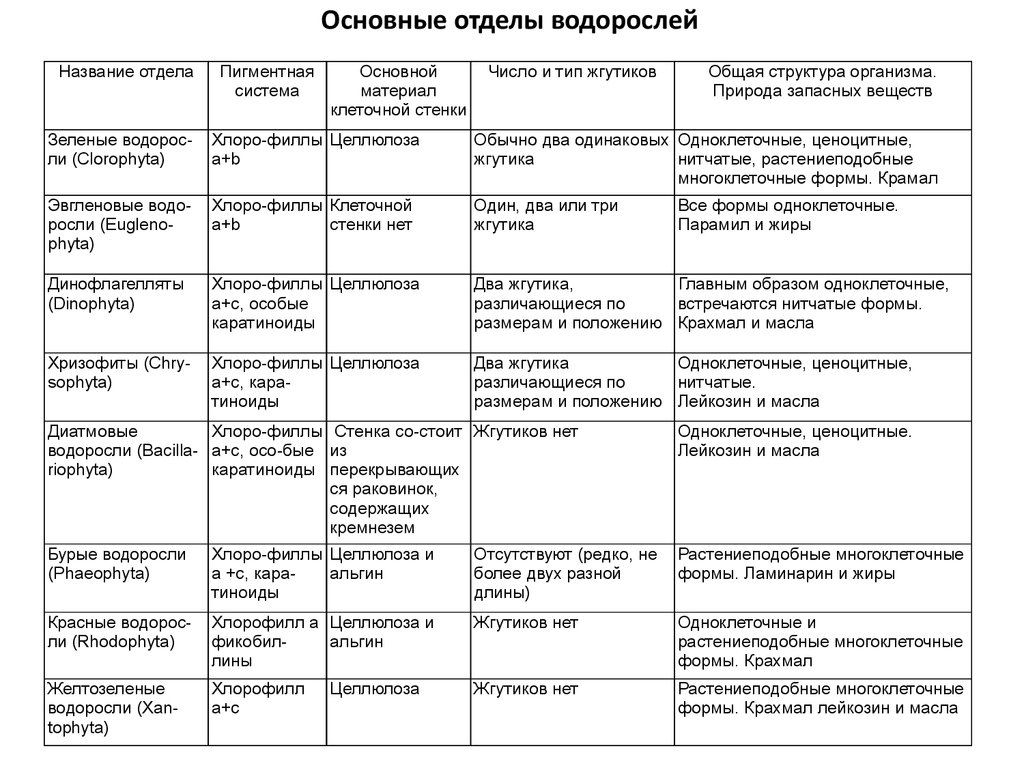 Основные отделы водорослей
Название отдела
Пигментная
система
Основной
материал
клеточной стенки
Число и тип жгутиков
Общая структура организма.
Природа запасных веществ
Зеленые водорос-
ли (Clorophyta)
Хлоро-филлы
a+b
Целлюлоза
Обычно два одинаковых
жгутика
Одноклеточные, ценоцитные,
нитчатые, растениеподобные
многоклеточные формы. Крамал
Эвгленовые водо-
росли (Eugleno-
phyta)
Хлоро-филлы
a+b
Клеточной
стенки нет
Один, два или три
жгутика
Все формы одноклеточные.
Парамил и жиры
Динофлагелляты
(Dinophyta)
Хлоро-филлы
a+c, особые
каратиноиды
Целлюлоза
Два жгутика,
различающиеся по
размерам и положению
Главным образом одноклеточные,
встречаются нитчатые формы.
Крахмал и масла
Хризофиты (Chry-
sophyta)
Хлоро-филлы
a+c, кара-
тиноиды
Целлюлоза
Два жгутика
различающиеся по
размерам и положению
Одноклеточные, ценоцитные,
нитчатые.
Лейкозин и масла
Диатмовые
водоросли (Bacilla-
riophyta)
Хлоро-филлы
a+c, осо-бые
каратиноиды
Стенка со-стоит
из
перекрывающих
ся раковинок,
содержащих
кремнезем
Жгутиков нет
Одноклеточные, ценоцитные.
Лейкозин и масла
Бурые водоросли
(Phaeophyta)
Хлоро-филлы
a +c, кара-
тиноиды
Целлюлоза и
альгин
Отсутствуют (редко, не
более двух разной
длины)
Растениеподобные многоклеточные
формы. Ламинарин и жиры
Красные водорос-
ли (Rhodophyta)
Хлорофилл a
фикобил-
лины
Целлюлоза и
альгин
Жгутиков нет
Одноклеточные и
растениеподобные многоклеточные
формы. Крахмал
Желтозеленые
водоросли (Xan-
tophyta)
Хлорофилл
a+c
Целлюлоза
Жгутиков нет
Растениеподобные многоклеточные
формы. Крахмал лейкозин и масла